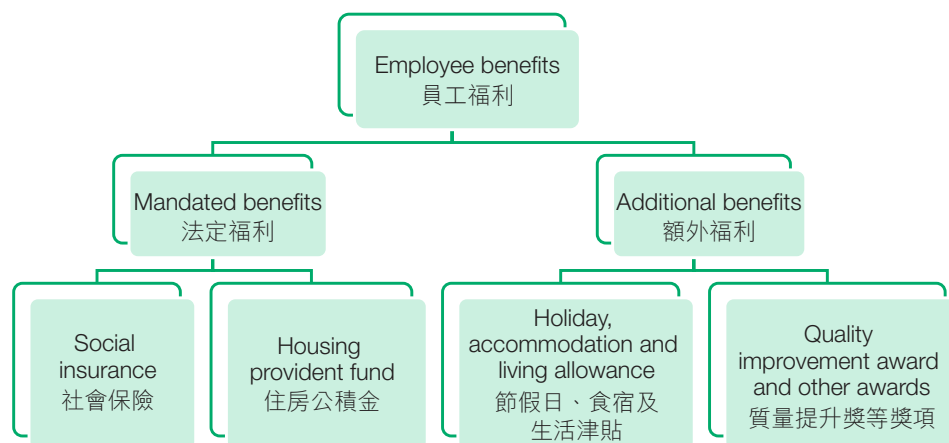 Employee benefits
員工福利
Mandated benefits
法定福利
Additional benefits
額外福利
Social
insurance
社會保險
Housing
provident fund
住房公積金
Holiday,
accommodation and
living allowance
節假日、食宿及
生活津貼
Quality
improvement award
and other awards
質量提升獎等獎項